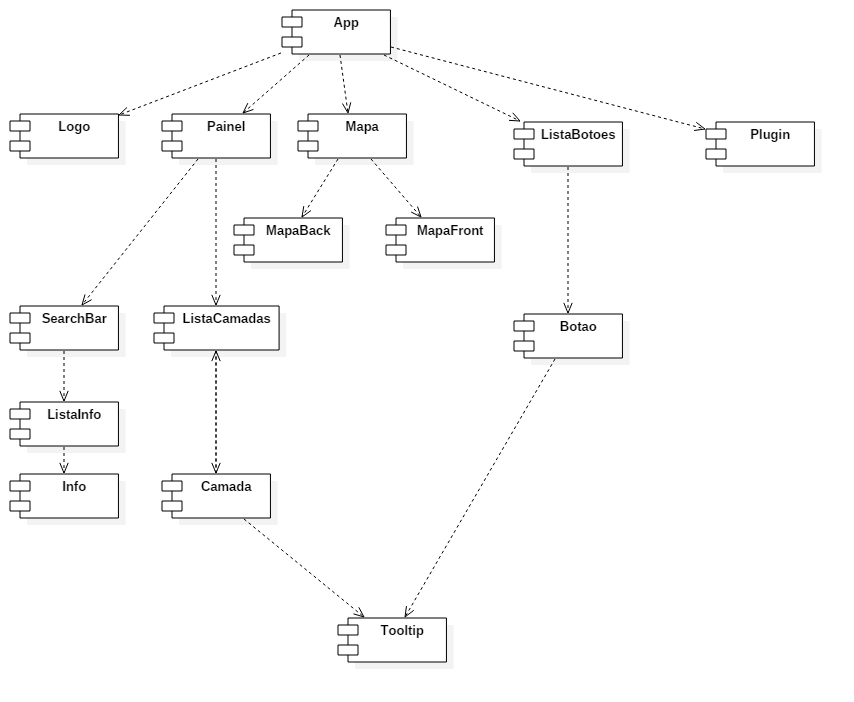 App
Logo
Painel
Mapa
ListaBotoes
Plugin
MapaBack
MapaFront
SearchBar
ListaCamadas
Botao
ListaInfo
Info
Camada
Tooltip